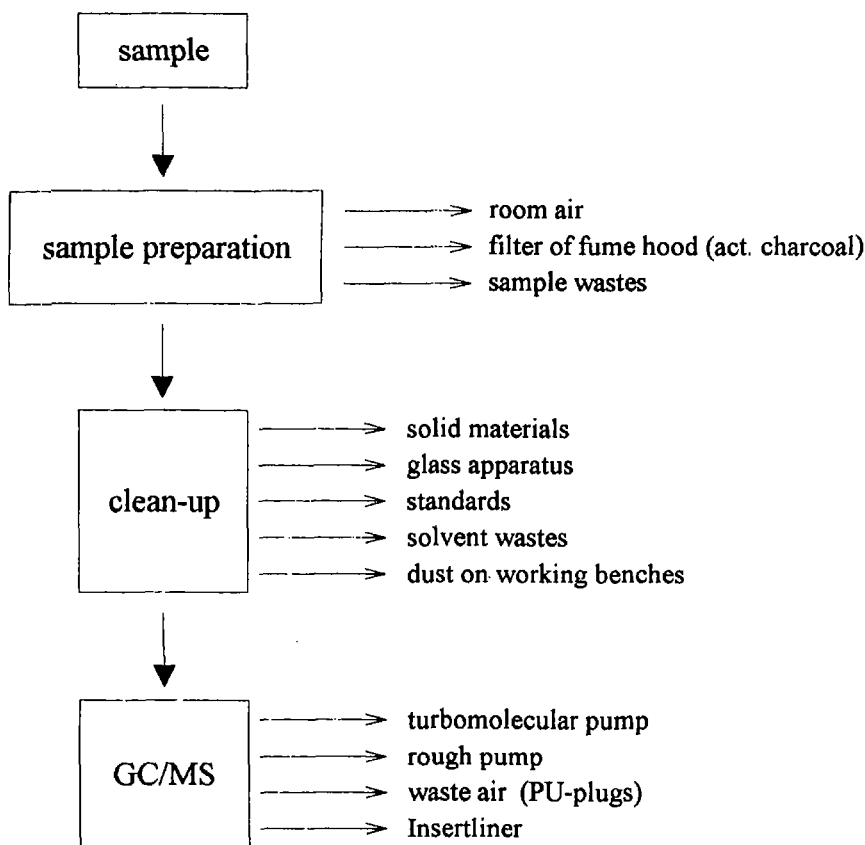 sample
sample preparation
room air
filter of fume hood (act. charcoal)
sample wastes
clean-up
solid materials
glass apparatus
standards
solvent wastes
dust on working benches
GC/MS
turbomolecular pump
rough pump
waste air (PU-plugs)
Insertliner